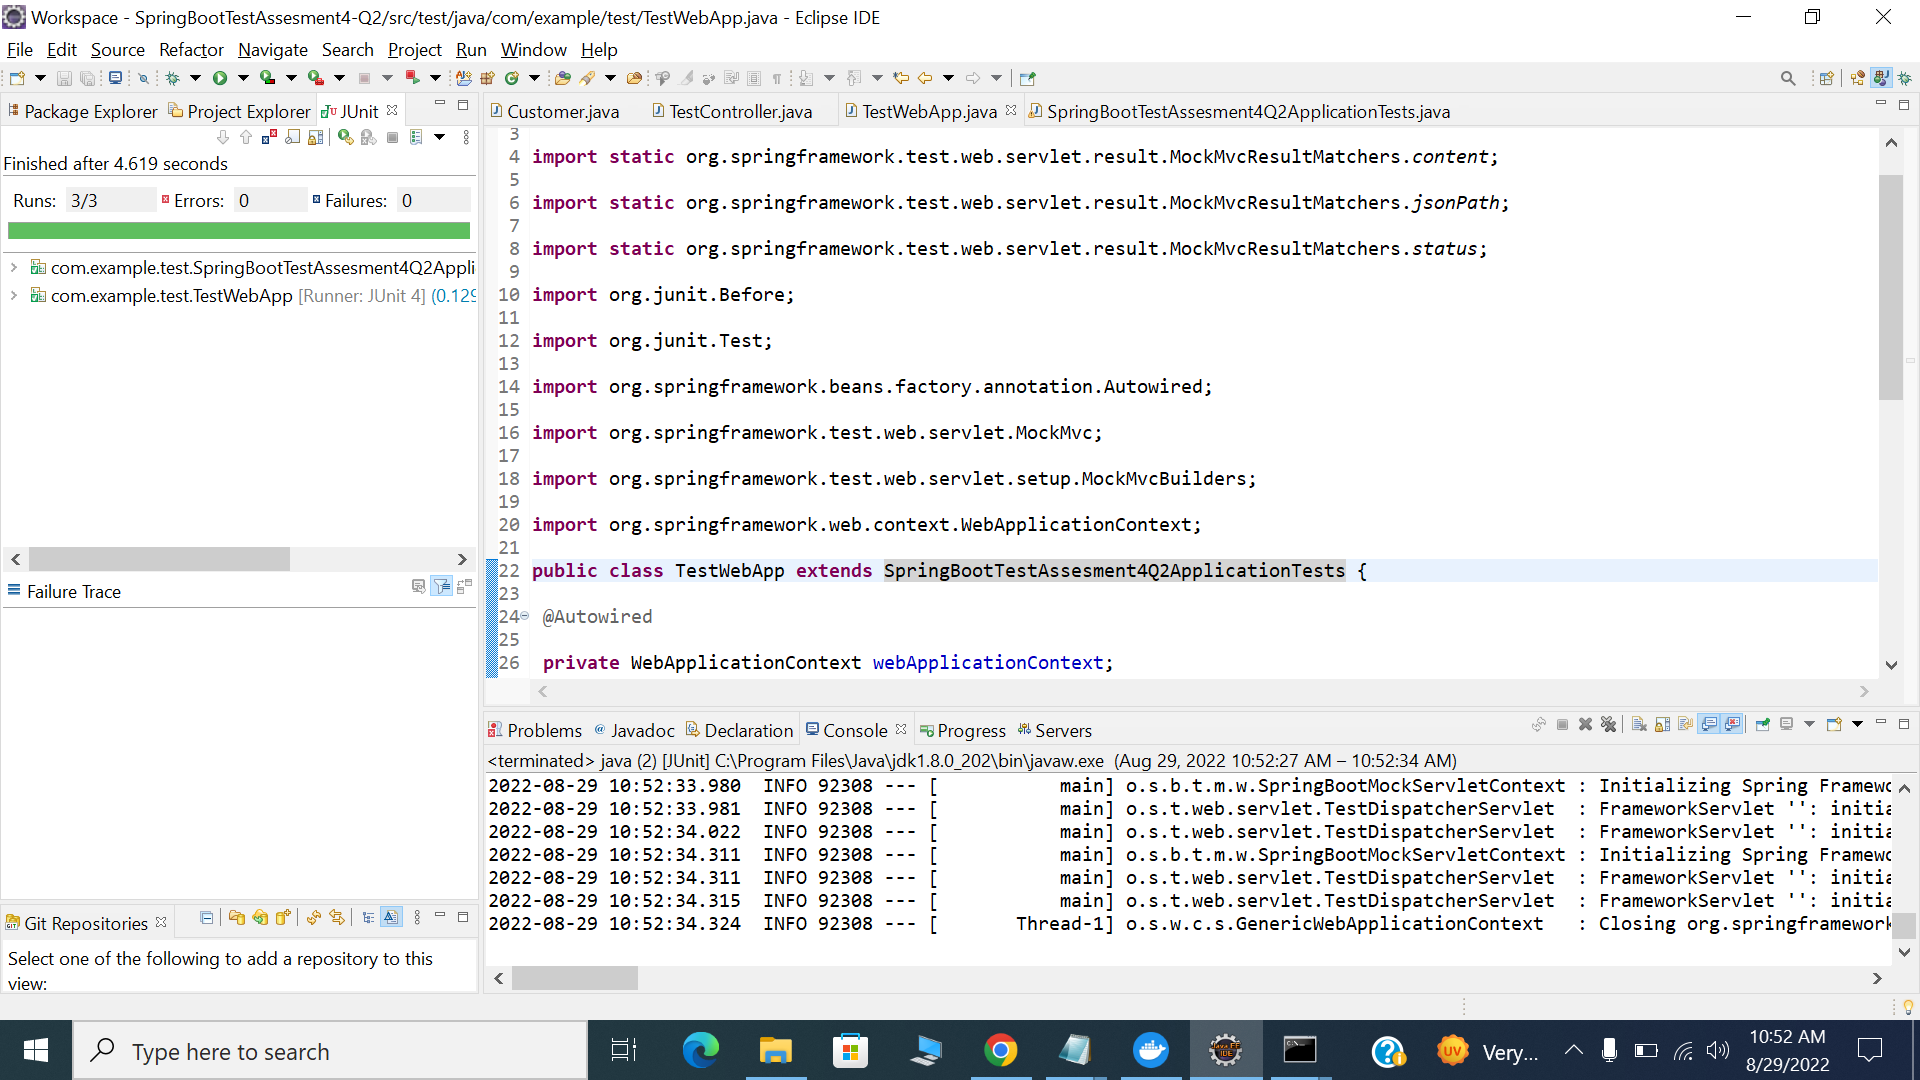 Workspace - SpringBootTestAssesment4-Q2/src/test/java/com/example/test/TestWebApp.java - Eclipse IDE
File Edit Source Refactor Navigate Search Project Run Window Help
Package Explorer Project Explorer JUnit
Finished after 4.619 seconds
Runs: 3/3 Errors: 0 Failures: 0
com.example.test.SpringBootTestAssesment4Q2Appli
com.example.test.TestWebApp [Runner: JUnit 4] (0.129
Failure Trace
Git Repositories
Select one of the following to add a repository to this
view:
Customer.java TestController.java TestWebApp.java SpringBootTestAssesment4Q2ApplicationTests.java
3
4 import static org.springframework.test.web.servlet.result.MockMvcResultMatchers.content;
5
6 import static org.springframework.test.web.servlet.result.MockMvcResultMatchers.jsonPath;
7
8 import static org.springframework.test.web.servlet.result.MockMvcResultMatchers.status;
9
10 import org.junit.Before;
11
12 import org.junit.Test;
13
14 import org.springframework.beans.factory.annotation.Autowired;
15
16 import org.springframework.test.web.servlet.MockMvc;
17
18 import org.springframework.test.web.servlet.setup.MockMvcBuilders;
19
20 import org.springframework.web.context.WebApplicationContext;
21
22 public class TestWebApp extends SpringBootTestAssesment4Q2ApplicationTests {
23
24 @Autowired
25
26 private WebApplicationContext webApplicationContext;
Problems Javadoc Declaration Console Progress Servers
<terminated> java (2) [JUnit] C:\Program Files\Java\jdk1.8.0_202\bin\javaw.exe (Aug 29, 2022 10:52:27 AM – 10:52:34 AM)
2022-08-29 10:52:33.980 INFO 92308 --- [ main] o.s.b.t.m.w.SpringBootMockServletContext : Initializing Spring Framewo
2022-08-29 10:52:33.981 INFO 92308 --- [ main] o.s.t.web.servlet.TestDispatcherServlet : FrameworkServlet '': initia
2022-08-29 10:52:34.022 INFO 92308 --- [ main] o.s.t.web.servlet.TestDispatcherServlet : FrameworkServlet '': initia
2022-08-29 10:52:34.311 INFO 92308 --- [ main] o.s.b.t.m.w.SpringBootMockServletContext : Initializing Spring Framewo
2022-08-29 10:52:34.311 INFO 92308 --- [ main] o.s.t.web.servlet.TestDispatcherServlet : FrameworkServlet '': initia
2022-08-29 10:52:34.315 INFO 92308 --- [ main] o.s.t.web.servlet.TestDispatcherServlet : FrameworkServlet '': initia
2022-08-29 10:52:34.324 INFO 92308 --- [ Thread-1] o.s.w.c.s.GenericWebApplicationContext : Closing org.springframework
Type here to search
UV Very...
10:52 AM
8/29/2022